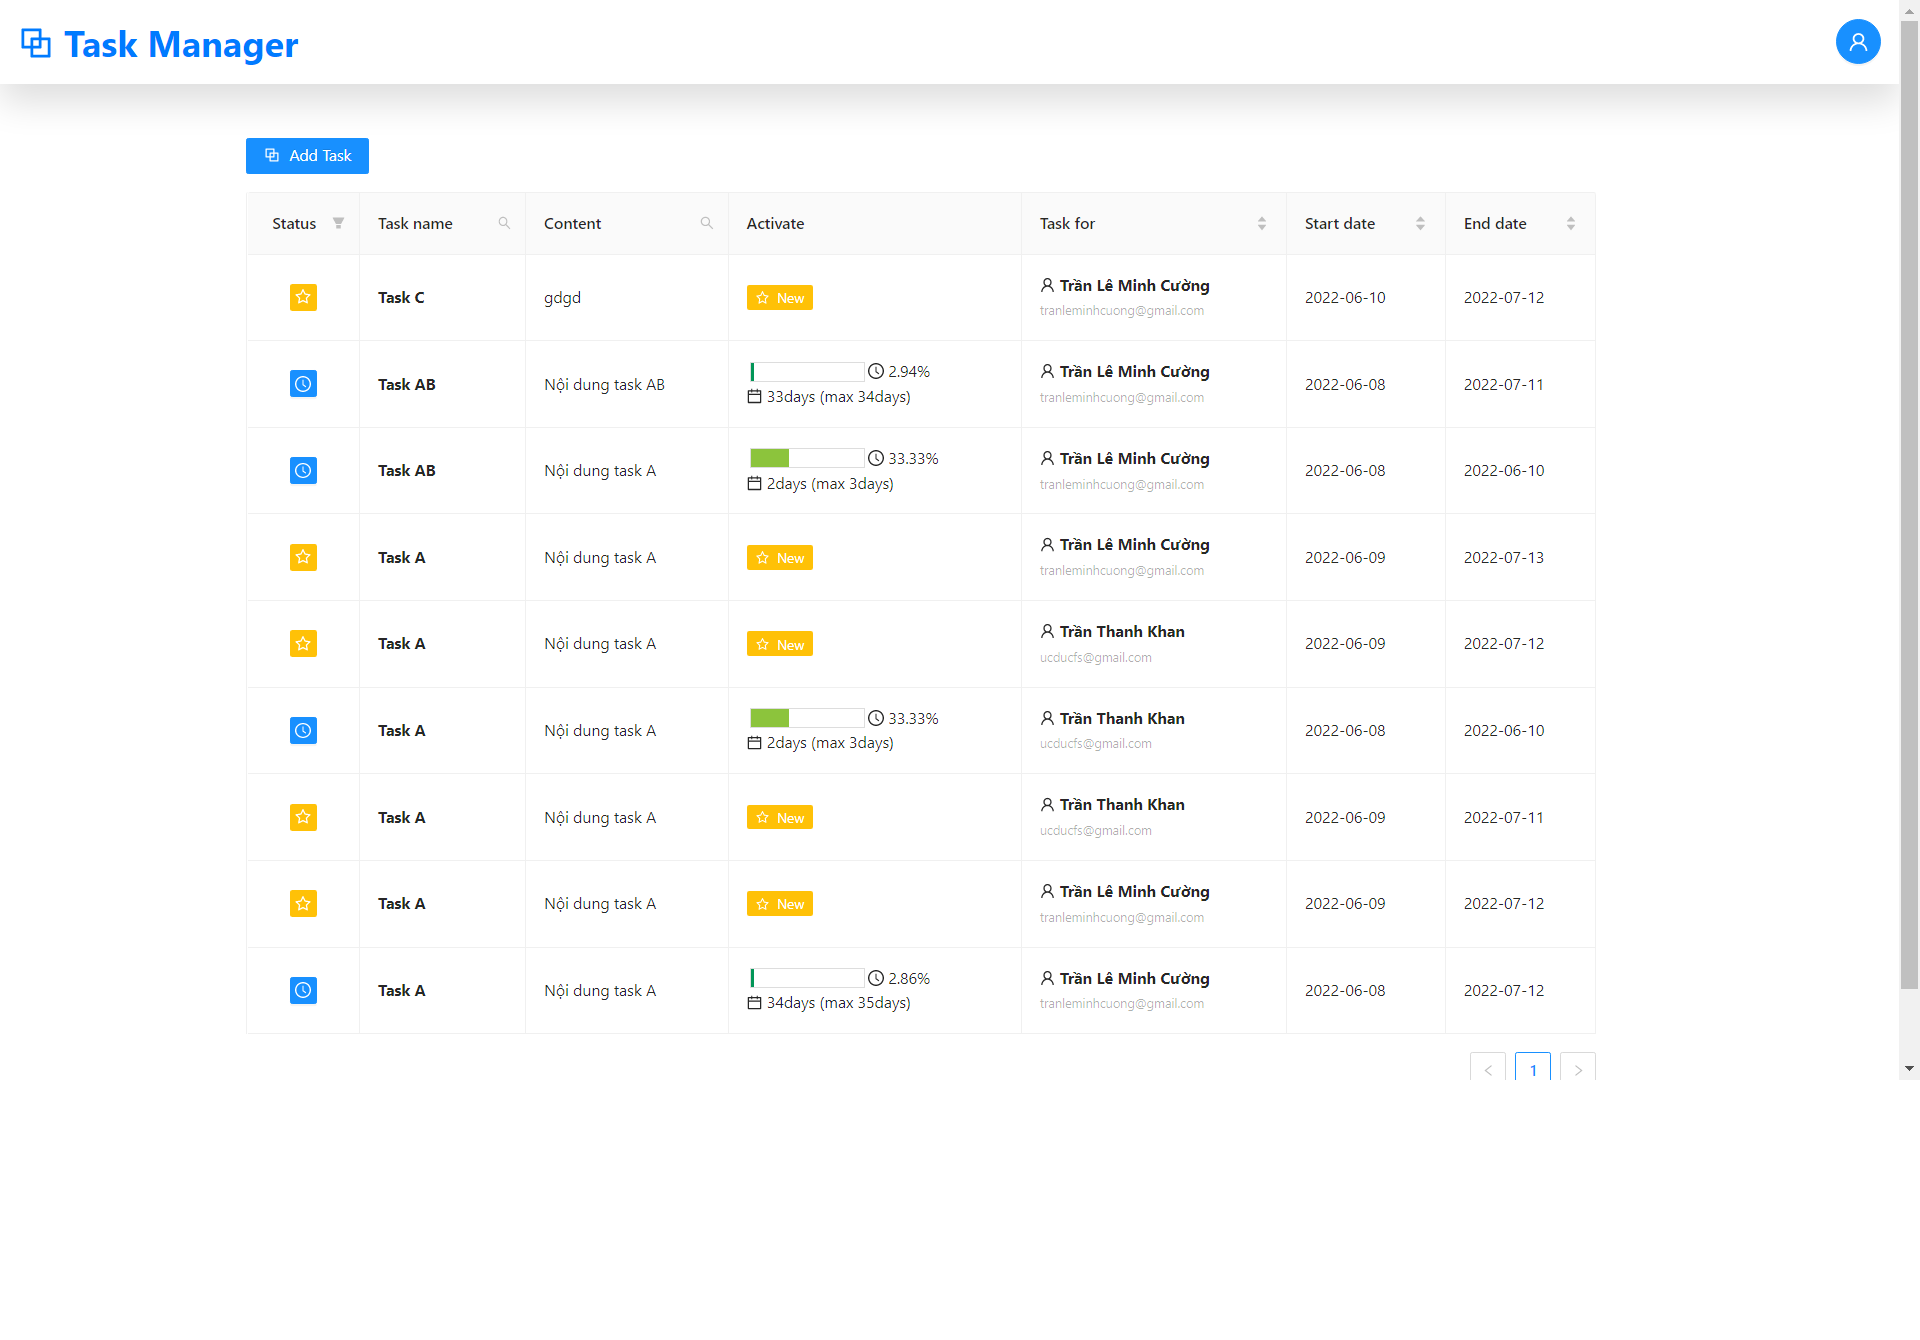 Task Manager
Add Task
Status Task name Content Activate Task for Start date End date
Task C gdgd New Trần Lê Minh Cường tranleminhcuong@gmail.com 2022-06-10 2022-07-12
Task AB Nội dung task AB 2.94% 33days (max 34days) Trần Lê Minh Cường tranleminhcuong@gmail.com 2022-06-08 2022-07-11
Task AB Nội dung task A 33.33% 2days (max 3days) Trần Lê Minh Cường tranleminhcuong@gmail.com 2022-06-08 2022-06-10
Task A Nội dung task A New Trần Lê Minh Cường tranleminhcuong@gmail.com 2022-06-09 2022-07-13
Task A Nội dung task A New Trần Thanh Khan ucducfs@gmail.com 2022-06-09 2022-07-12
Task A Nội dung task A 33.33% 2days (max 3days) Trần Thanh Khan ucducfs@gmail.com 2022-06-08 2022-06-10
Task A Nội dung task A New Trần Thanh Khan ucducfs@gmail.com 2022-06-09 2022-07-11
Task A Nội dung task A New Trần Lê Minh Cường tranleminhcuong@gmail.com 2022-06-09 2022-07-12
Task A Nội dung task A 2.86% 34days (max 35days) Trần Lê Minh Cường tranleminhcuong@gmail.com 2022-06-08 2022-07-12
1